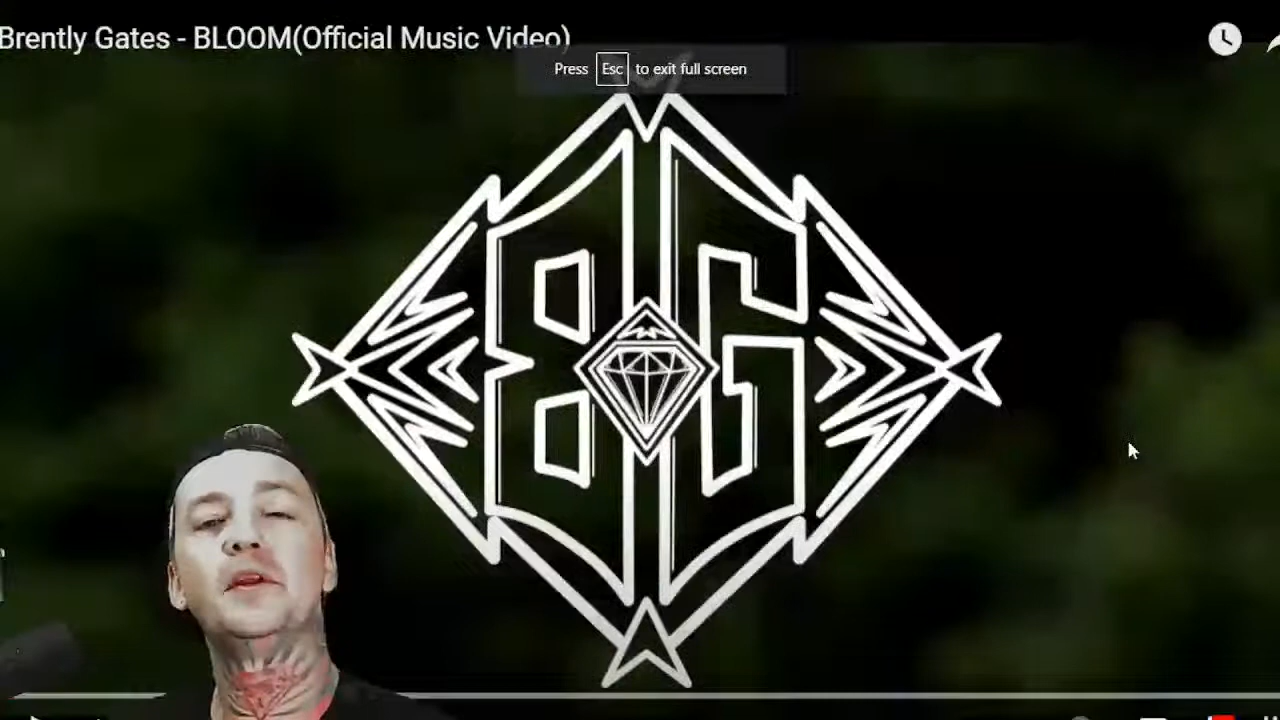 Brently Gates - BLOOM(Official Music Video)
Press Esc to exit full screen
BG